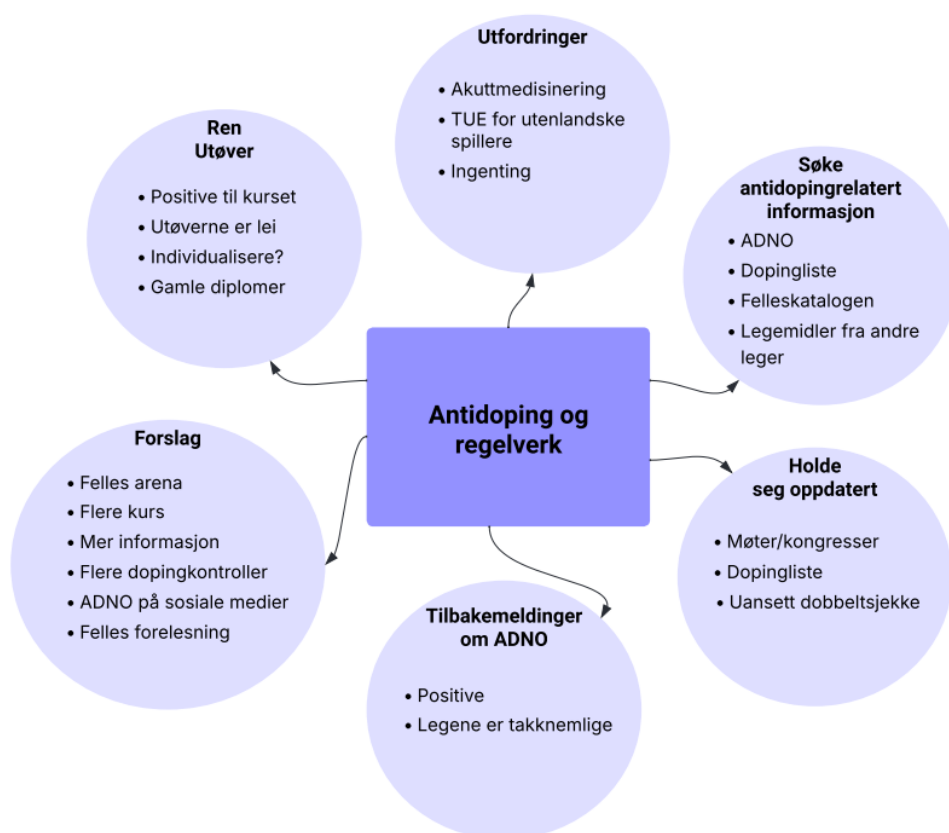 Utfordringer
• Akuttmedisinering
• TUE for utenlandske
spillere
• Ingenting
Ren
Utøver
• Positive til kurset
• Utøverne er lei
• Individualisere?
• Gamle diplomer
Søke
antidopingrelatert
informasjon
• ADNO
• Dopingliste
• Felleskatalogen
• Legemidler fra andre
leger
Antidoping og
regelverk
Forslag
• Felles arena
• Flere kurs
• Mer informasjon
• Flere dopingkontroller
• ADNO på sosiale medier
• Felles forelesning
Holde
seg oppdatert
• Møter/kongresser
• Dopingliste
• Uansett dobbeltsjekke
Tilbakemeldinger
om ADNO
• Positive
• Legene er takknemlige